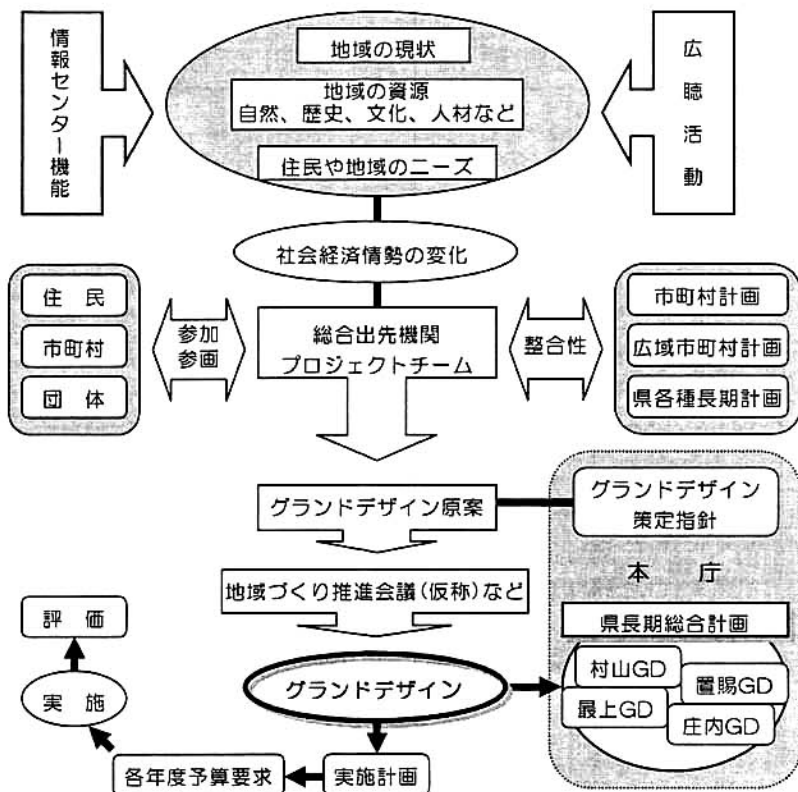 情報センター機能
地域の現状
地域の資源
自然、歴史、文化、人材など
住民や地域のニーズ
広聴活動
社会経済情勢の変化
住　民
市町村
団　体
参加
参画
総合出先機関
プロジェクトチーム
整合性
市町村計画
広域市町村計画
県各種長期計画
グランドデザイン原案
グランドデザイン
策定指針
本　庁
地域づくり推進会議（仮称）など
県長期総合計画
村山GD
置賜GD
最上GD
庄内GD
グランドデザイン
評　価
実　施
各年度予算要求
実施計画